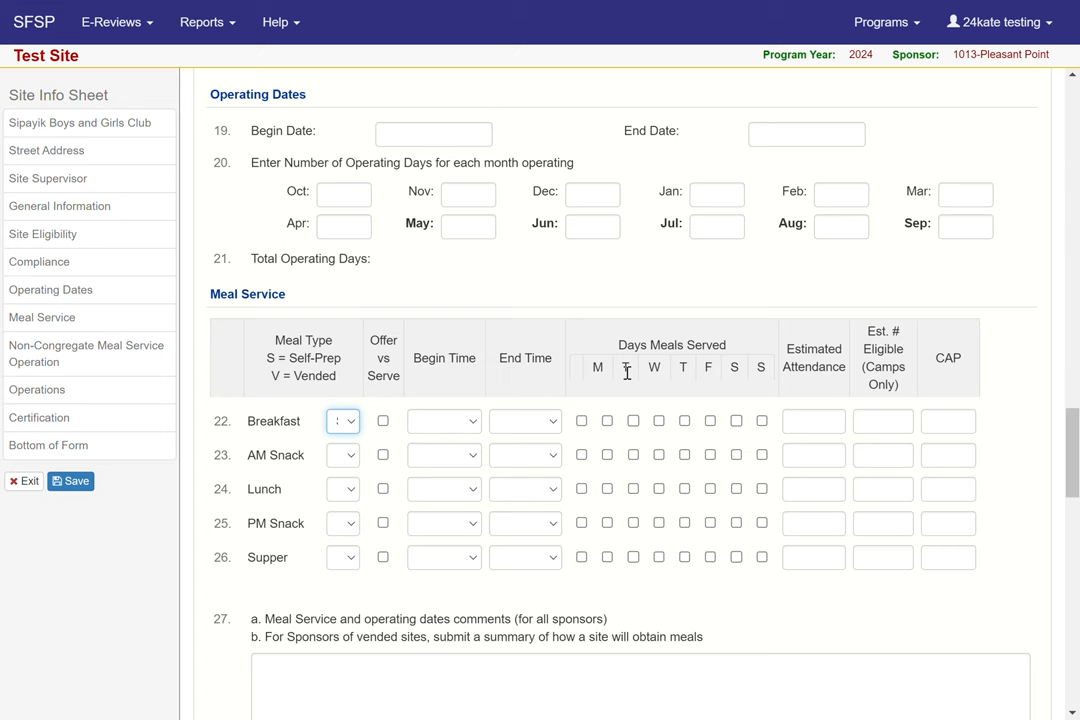 SFSP E-Reviews Reports Help Programs 24kate testing
Test Site Program Year: 2024 Sponsor: 1013-Pleasant Point
Site Info Sheet
Sipayik Boys and Girls Club
Street Address
Site Supervisor
General Information
Site Eligibility
Compliance
Operating Dates
Meal Service
Non-Congregate Meal Service
Operation
Operations
Certification
Bottom of Form
Exit Save
Operating Dates
19. Begin Date: End Date:
20. Enter Number of Operating Days for each month operating
Oct: Nov: Dec: Jan: Feb: Mar:
Apr: May: Jun: Jul: Aug: Sep:
21. Total Operating Days:
Meal Service
Meal Type
S = Self-Prep
V = Vended
Offer
vs
Serve
Begin Time
End Time
Days Meals Served
M T W T F S S
Estimated
Attendance
Est. #
Eligible
(Camps
Only)
CAP
22. Breakfast
23. AM Snack
24. Lunch
25. PM Snack
26. Supper
27. a. Meal Service and operating dates comments (for all sponsors)
b. For Sponsors of vended sites, submit a summary of how a site will obtain meals